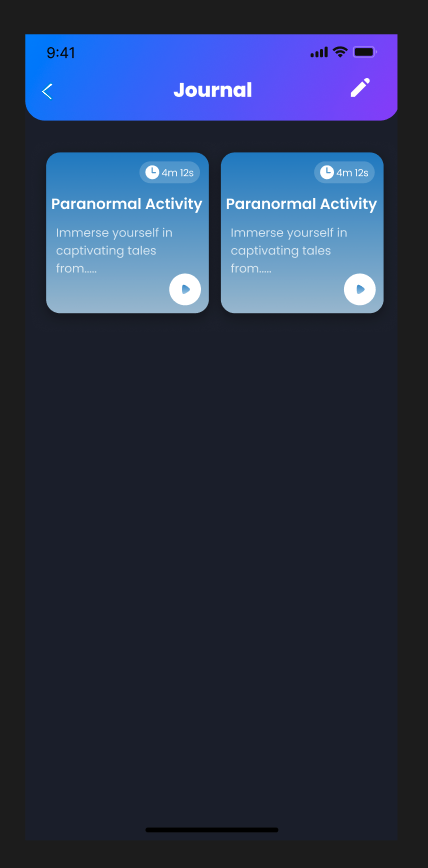 9:41
Journal
4m 12s
Paranormal Activity
Immerse yourself in
captivating tales
from.....
4m 12s
Paranormal Activity
Immerse yourself in
captivating tales
from.....